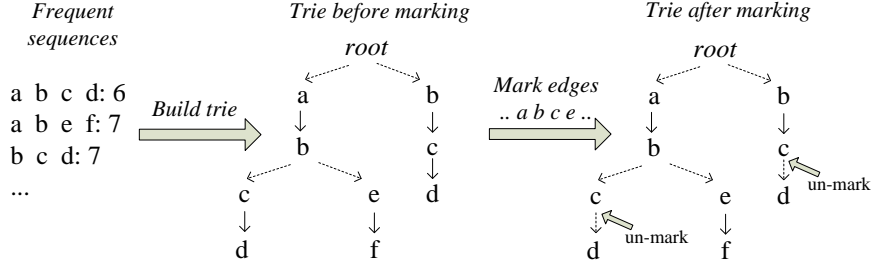 Frequent
sequences
a b c d: 6
a b e f: 7
b c d: 7
...
Build trie
Trie before marking
root
a b
b c
c e d
d f
Mark edges
.. a b c e ..
Trie after marking
root
a b
b c
un-mark
c e d
un-mark
d f